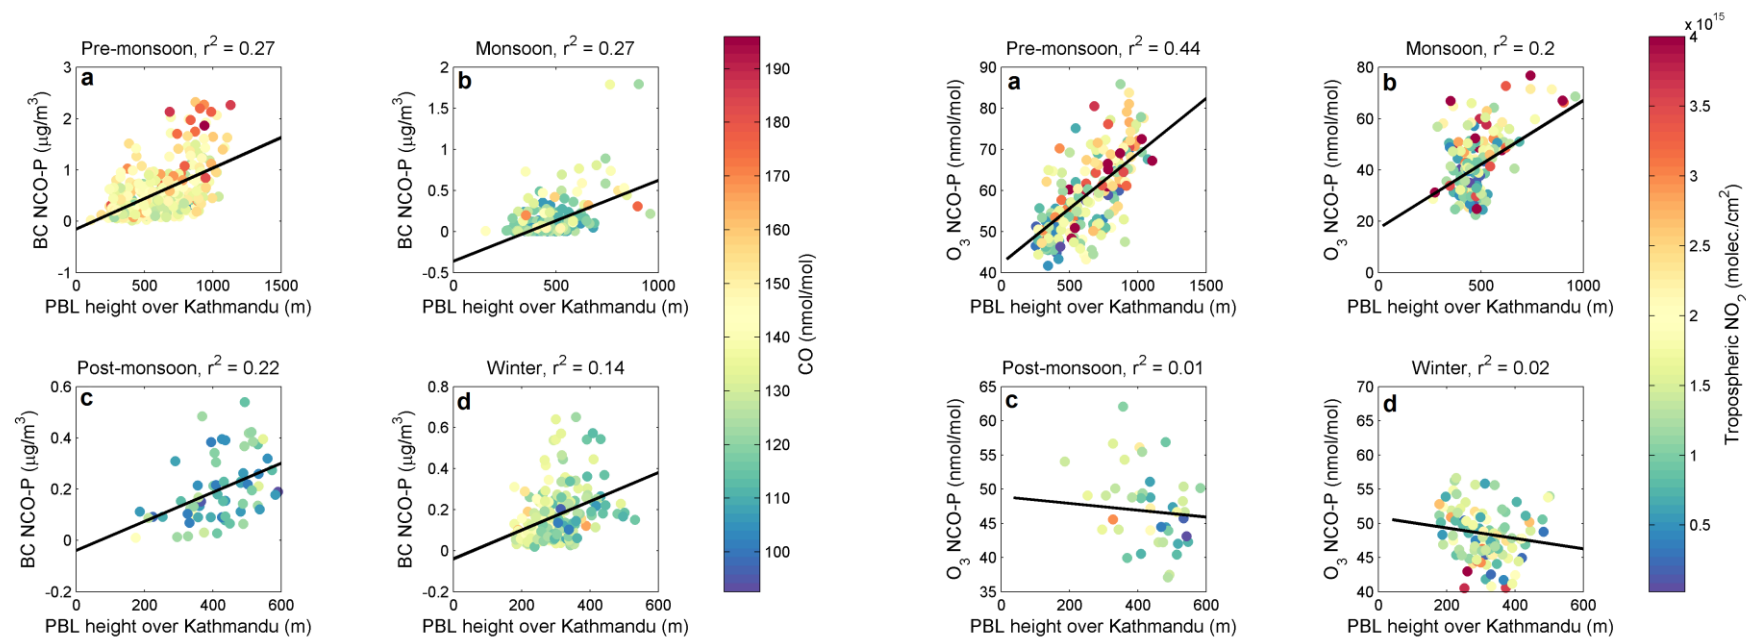 Pre-monsoon, r² = 0.27
a
3
2
1
0
-1
BC NCO-P (µg/m³)
0 500 1000 1500
PBL height over Kathmandu (m)
Monsoon, r² = 0.27
b
2
1.5
1
0.5
0
-0.5
BC NCO-P (µg/m³)
0 500 1000
PBL height over Kathmandu (m)
Post-monsoon, r² = 0.22
c
0.6
0.4
0.2
0
-0.2
BC NCO-P (µg/m³)
0 200 400 600
PBL height over Kathmandu (m)
Winter, r² = 0.14
d
0.8
0.6
0.4
0.2
0
-0.2
BC NCO-P (µg/m³)
0 200 400 600
PBL height over Kathmandu (m)
190
180
170
160
150
140
130
120
110
100
CO (nmol/mol)
Pre-monsoon, r² = 0.44
a
90
80
70
60
50
40
O₃ NCO-P (nmol/mol)
0 500 1000 1500
PBL height over Kathmandu (m)
Monsoon, r² = 0.2
b
80
60
40
20
0
O₃ NCO-P (nmol/mol)
0 500 1000
PBL height over Kathmandu (m)
Post-monsoon, r² = 0.01
c
65
60
55
50
45
40
35
O₃ NCO-P (nmol/mol)
0 200 400 600
PBL height over Kathmandu (m)
Winter, r² = 0.02
d
70
65
60
55
50
45
40
O₃ NCO-P (nmol/mol)
0 200 400 600
PBL height over Kathmandu (m)
x 10¹⁵
4
3.5
3
2.5
2
1.5
1
0.5
Tropospheric NO₂ (molec./cm²)